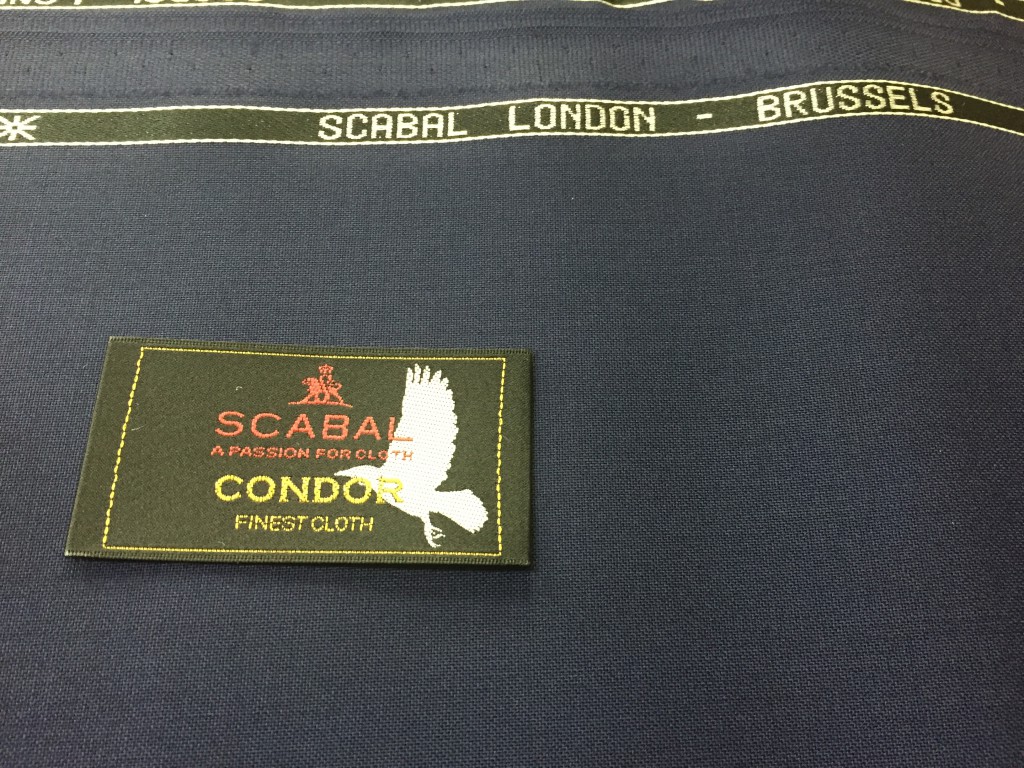 SCABAL LONDON - BRUSSELS
SCABAL
A PASSION FOR CLOTH
CONDOR
FINEST CLOTH